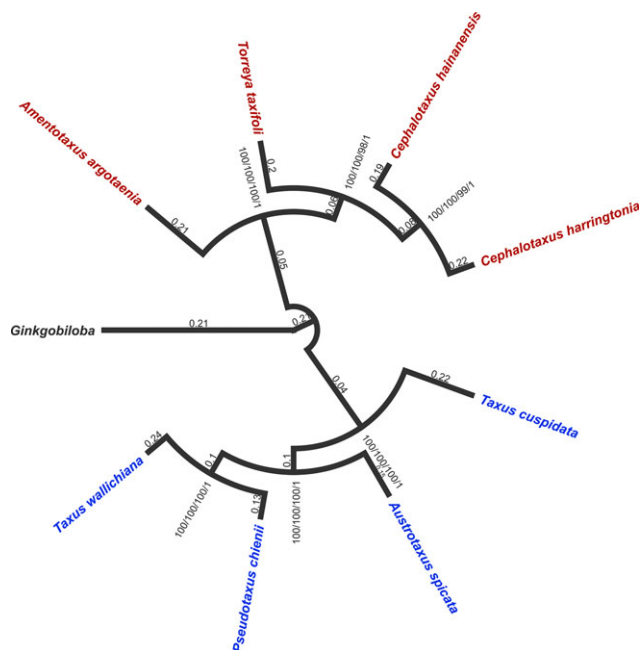 Torreya taxifoli
Cephalotaxus hainanensis
Amentotaxus argotaenia
0.2
0.19
100/100/100/1
100/100/98/1
0.08
0.08
100/100/99/1
0.21
Cephalotaxus harringtonia
0.22
0.05
Ginkgobiloba
0.21
0.21
0.04
0.22
Taxus cuspidata
0.24
0.1
0.1
100/100/100/1
Taxus wallichiana
100/100/100/1
0.13
100/100/100/1
Austrotaxus spicata
Pseudotaxus chienii